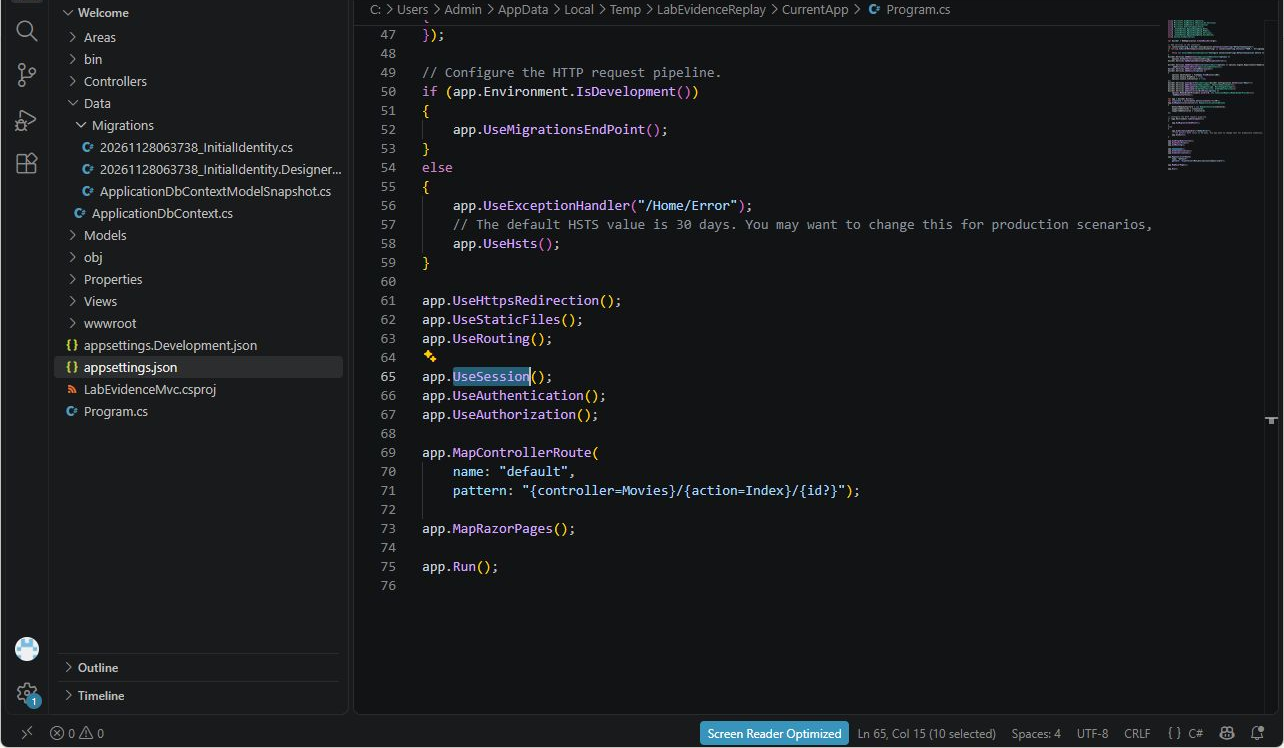 Welcome
Areas
bin
Controllers
Data
Migrations
20261128063738_InitialIdentity.cs
20261128063738_InitialIdentity.Designer...
ApplicationDbContextModelSnapshot.cs
ApplicationDbContext.cs
Models
obj
Properties
Views
wwwroot
{} appsettings.Development.json
{} appsettings.json
LabEvidenceMvc.csproj
Program.cs
Outline
Timeline
C: > Users > Admin > AppData > Local > Temp > LabEvidenceReplay > CurrentApp > Program.cs
{
47 });
48
49 // Configure the HTTP request pipeline.
50 if (app.Environment.IsDevelopment())
51 {
52 app.UseMigrationsEndPoint();
53 }
54 else
55 {
56 app.UseExceptionHandler("/Home/Error");
57 // The default HSTS value is 30 days. You may want to change this for production scenarios,
58 app.UseHsts();
59 }
60
61 app.UseHttpsRedirection();
62 app.UseStaticFiles();
63 app.UseRouting();
64
65 app.UseSession();
66 app.UseAuthentication();
67 app.UseAuthorization();
68
69 app.MapControllerRoute(
70 name: "default",
71 pattern: "{controller=Movies}/{action=Index}/{id?}");
72
73 app.MapRazorPages();
74
75 app.Run();
76
1
0 0 Screen Reader Optimized Ln 65, Col 15 (10 selected) Spaces: 4 UTF-8 CRLF {} C#